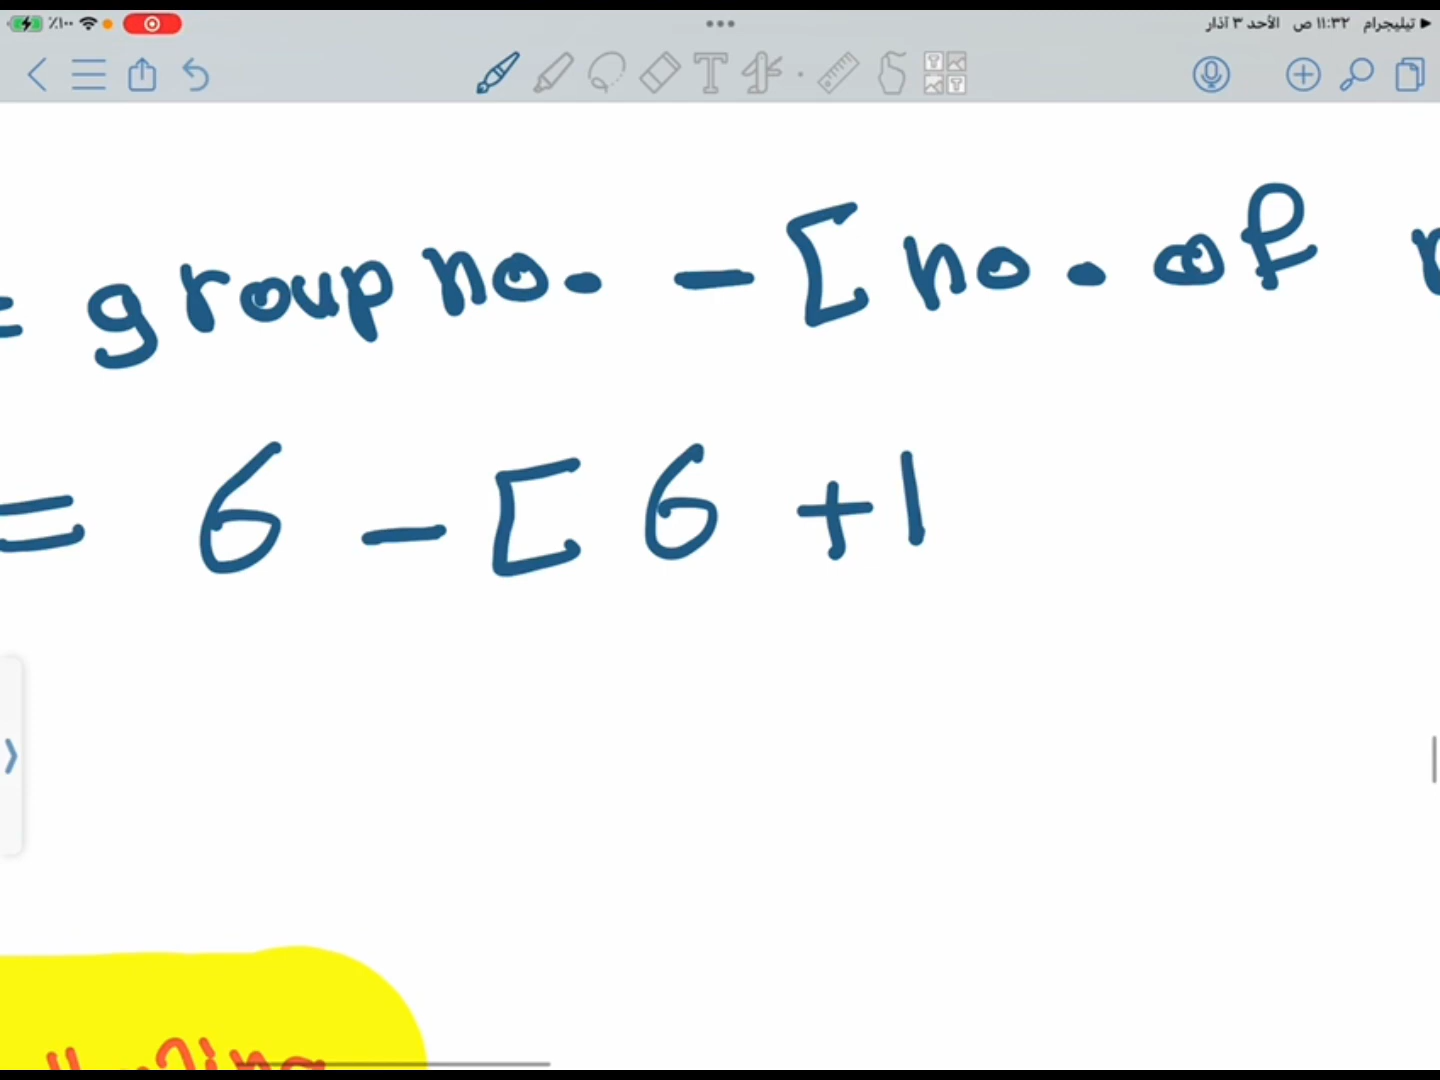 ٪١٠٠ ١١:٣٢ ص الأحد ٣ آذار تيليجرام
= group no. - [no. of
= 6 - [6 + 1